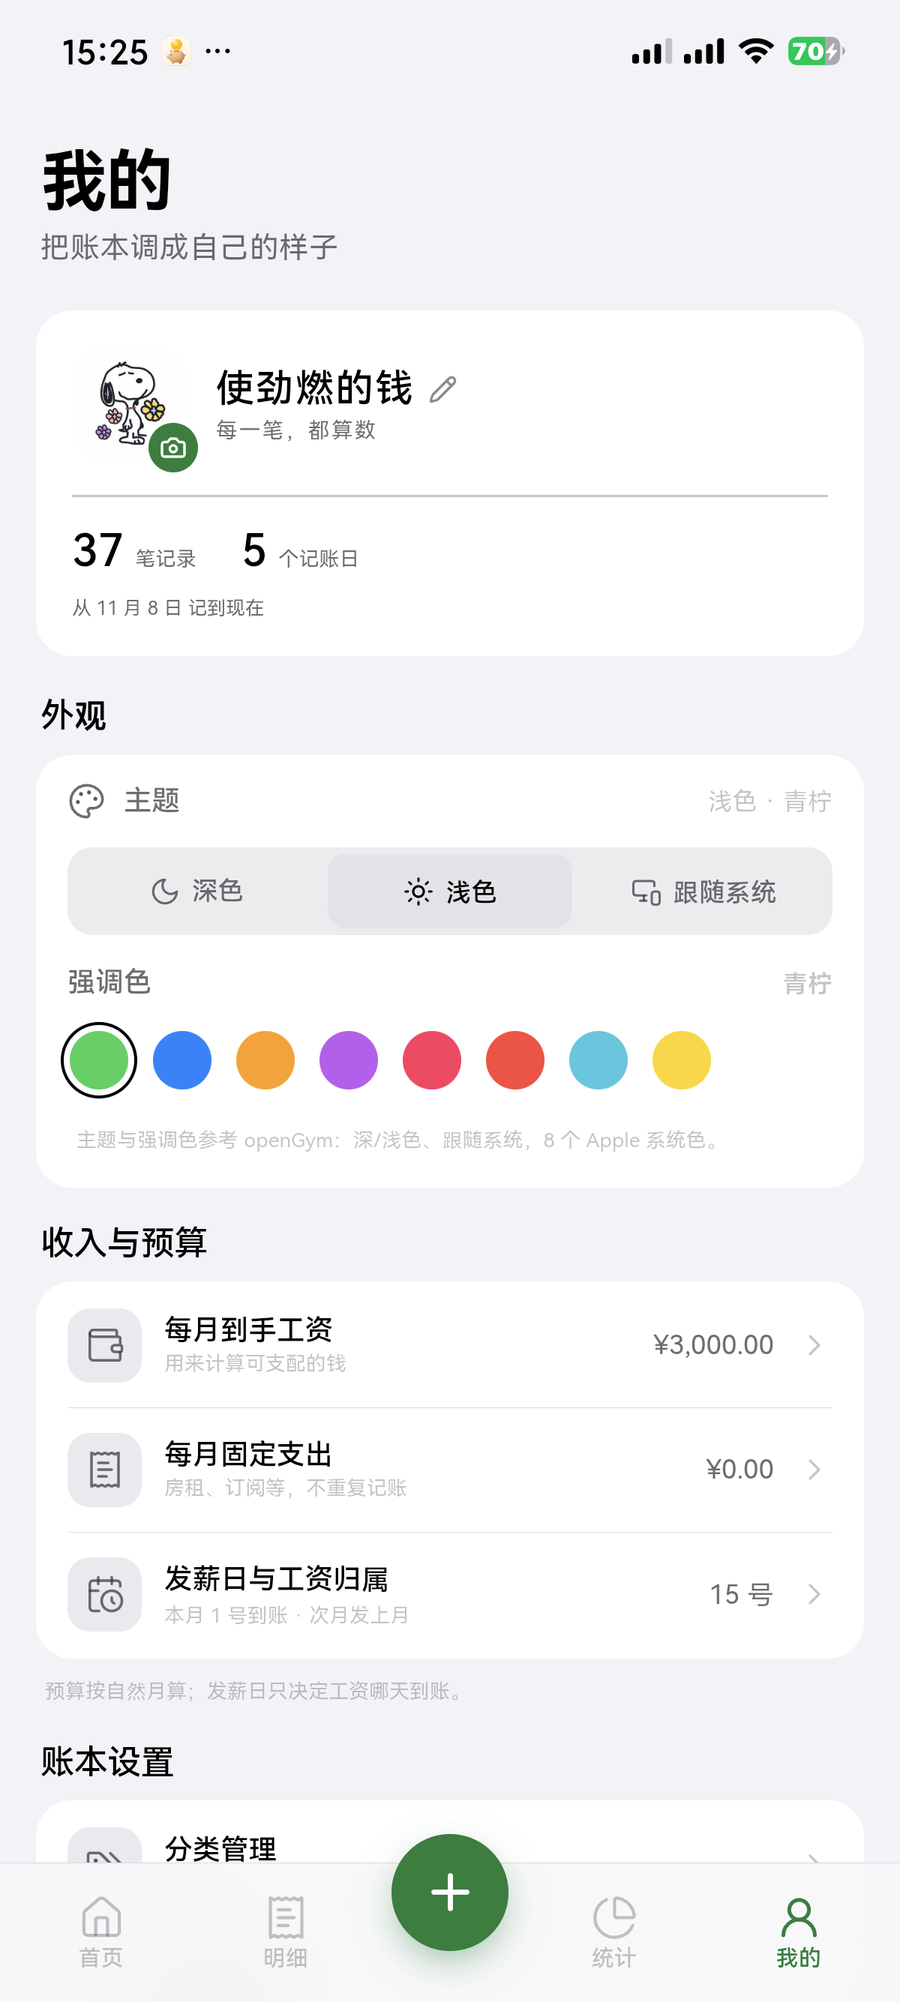 15:25 ···
70
我的
把账本调成自己的样子
使劲燃的钱
每一笔，都算数
37 笔记录 5 个记账日
从 11 月 8 日 记到现在
外观
主题 浅色 · 青柠
深色 浅色 跟随系统
强调色 青柠
主题与强调色参考 openGym：深/浅色、跟随系统，8 个 Apple 系统色。
收入与预算
每月到手工资
用来计算可支配的钱
¥3,000.00
每月固定支出
房租、订阅等，不重复记账
¥0.00
发薪日与工资归属
本月 1 号到账 · 次月发上月
15 号
预算按自然月算；发薪日只决定工资哪天到账。
账本设置
分类管理
首页 明细 统计 我的